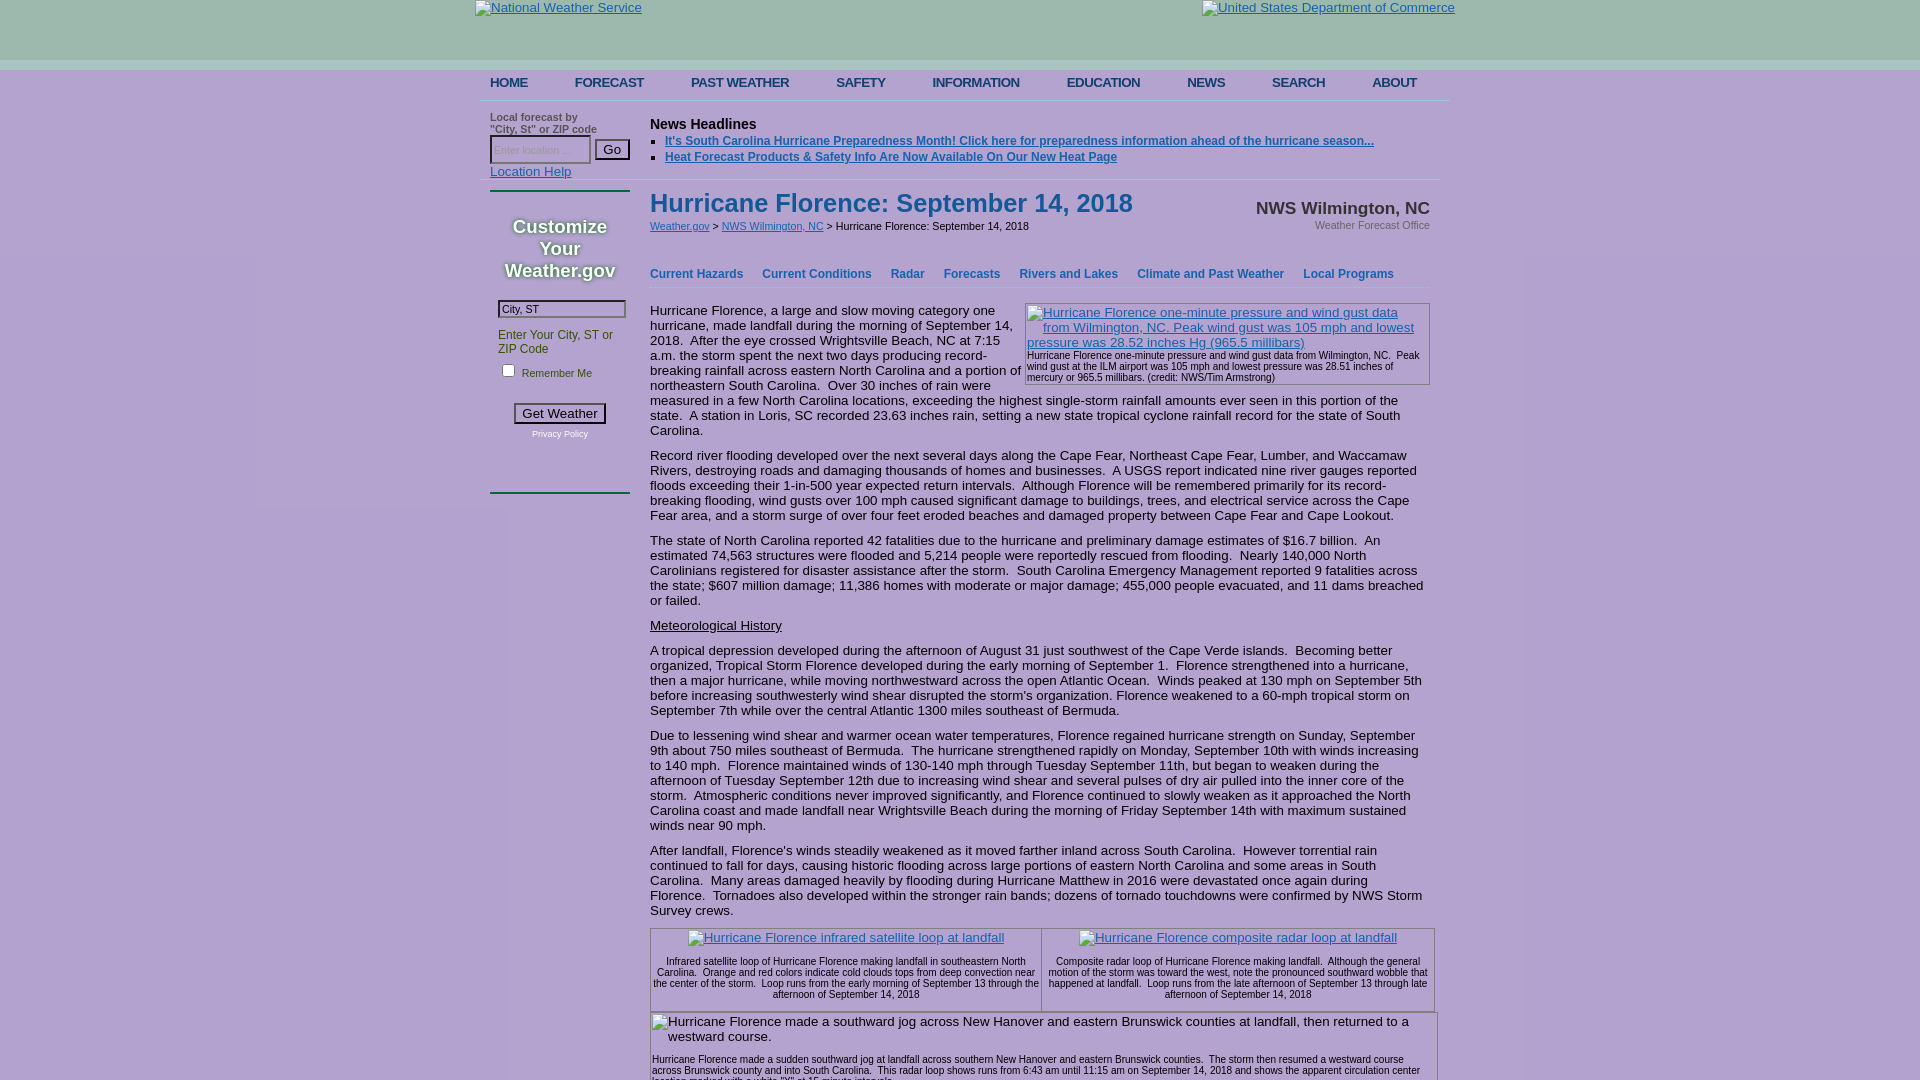 National Weather Service
United States Department of Commerce
HOME FORECAST PAST WEATHER SAFETY INFORMATION EDUCATION NEWS SEARCH ABOUT
Local forecast by
"City, St" or ZIP code
Enter location ...
Go
Location Help
News Headlines
It's South Carolina Hurricane Preparedness Month! Click here for preparedness information ahead of the hurricane season...
Heat Forecast Products & Safety Info Are Now Available On Our New Heat Page
Customize
Your
Weather.gov
City, ST
Enter Your City, ST or
ZIP Code
Remember Me
Get Weather
Privacy Policy
Hurricane Florence: September 14, 2018
Weather.gov > NWS Wilmington, NC > Hurricane Florence: September 14, 2018
NWS Wilmington, NC
Weather Forecast Office
Current Hazards Current Conditions Radar Forecasts Rivers and Lakes Climate and Past Weather Local Programs
Hurricane Florence one-minute pressure and wind gust data
from Wilmington, NC. Peak wind gust was 105 mph and lowest
pressure was 28.52 inches Hg (965.5 millibars)
Hurricane Florence one-minute pressure and wind gust data from Wilmington, NC. Peak
wind gust at the ILM airport was 105 mph and lowest pressure was 28.51 inches of
mercury or 965.5 millibars. (credit: NWS/Tim Armstrong)
Hurricane Florence, a large and slow moving category one
hurricane, made landfall during the morning of September 14,
2018. After the eye crossed Wrightsville Beach, NC at 7:15
a.m. the storm spent the next two days producing record-
breaking rainfall across eastern North Carolina and a portion of
northeastern South Carolina. Over 30 inches of rain were
measured in a few North Carolina locations, exceeding the highest single-storm rainfall amounts ever seen in this portion of the
state. A station in Loris, SC recorded 23.63 inches rain, setting a new state tropical cyclone rainfall record for the state of South
Carolina.
Record river flooding developed over the next several days along the Cape Fear, Northeast Cape Fear, Lumber, and Waccamaw
Rivers, destroying roads and damaging thousands of homes and businesses. A USGS report indicated nine river gauges reported
floods exceeding their 1-in-500 year expected return intervals. Although Florence will be remembered primarily for its record-
breaking flooding, wind gusts over 100 mph caused significant damage to buildings, trees, and electrical service across the Cape
Fear area, and a storm surge of over four feet eroded beaches and damaged property between Cape Fear and Cape Lookout.
The state of North Carolina reported 42 fatalities due to the hurricane and preliminary damage estimates of $16.7 billion. An
estimated 74,563 structures were flooded and 5,214 people were reportedly rescued from flooding. Nearly 140,000 North
Carolinians registered for disaster assistance after the storm. South Carolina Emergency Management reported 9 fatalities across
the state; $607 million damage; 11,386 homes with moderate or major damage; 455,000 people evacuated, and 11 dams breached
or failed.
Meteorological History
A tropical depression developed during the afternoon of August 31 just southwest of the Cape Verde islands. Becoming better
organized, Tropical Storm Florence developed during the early morning of September 1. Florence strengthened into a hurricane,
then a major hurricane, while moving northwestward across the open Atlantic Ocean. Winds peaked at 130 mph on September 5th
before increasing southwesterly wind shear disrupted the storm's organization. Florence weakened to a 60-mph tropical storm on
September 7th while over the central Atlantic 1300 miles southeast of Bermuda.
Due to lessening wind shear and warmer ocean water temperatures, Florence regained hurricane strength on Sunday, September
9th about 750 miles southeast of Bermuda. The hurricane strengthened rapidly on Monday, September 10th with winds increasing
to 140 mph. Florence maintained winds of 130-140 mph through Tuesday September 11th, but began to weaken during the
afternoon of Tuesday September 12th due to increasing wind shear and several pulses of dry air pulled into the inner core of the
storm. Atmospheric conditions never improved significantly, and Florence continued to slowly weaken as it approached the North
Carolina coast and made landfall near Wrightsville Beach during the morning of Friday September 14th with maximum sustained
winds near 90 mph.
After landfall, Florence's winds steadily weakened as it moved farther inland across South Carolina. However torrential rain
continued to fall for days, causing historic flooding across large portions of eastern North Carolina and some areas in South
Carolina. Many areas damaged heavily by flooding during Hurricane Matthew in 2016 were devastated once again during
Florence. Tornadoes also developed within the stronger rain bands; dozens of tornado touchdowns were confirmed by NWS Storm
Survey crews.
Hurricane Florence infrared satellite loop at landfall
Infrared satellite loop of Hurricane Florence making landfall in southeastern North
Carolina. Orange and red colors indicate cold clouds tops from deep convection near
the center of the storm. Loop runs from the early morning of September 13 through the
afternoon of September 14, 2018
Hurricane Florence composite radar loop at landfall
Composite radar loop of Hurricane Florence making landfall. Although the general
motion of the storm was toward the west, note the pronounced southward wobble that
happened at landfall. Loop runs from the late afternoon of September 13 through late
afternoon of September 14, 2018
Hurricane Florence made a southward jog across New Hanover and eastern Brunswick counties at landfall, then returned to a
westward course.
Hurricane Florence made a sudden southward jog at landfall across southern New Hanover and eastern Brunswick counties. The storm then resumed a westward course
across Brunswick county and into South Carolina. This radar loop shows runs from 6:43 am until 11:15 am on September 14, 2018 and shows the apparent circulation center